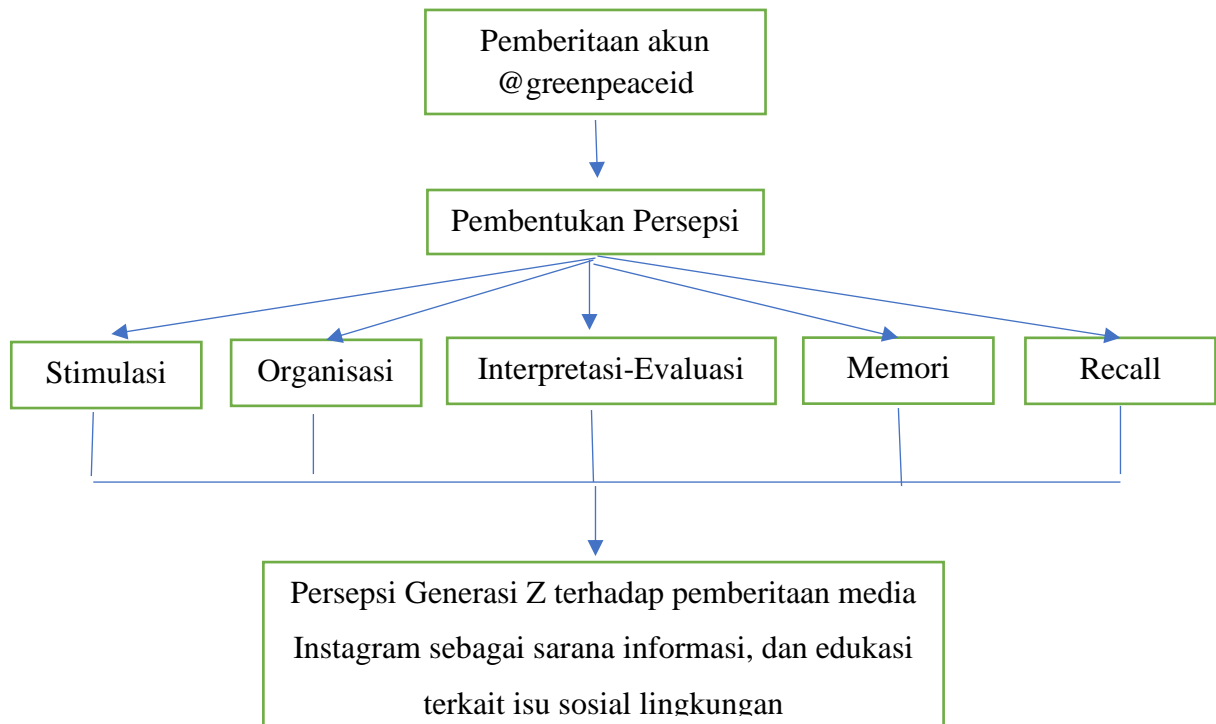 Pemberitaan akun
@greenpeaceid
Pembentukan Persepsi
Stimulasi
Organisasi
Interpretasi-Evaluasi
Memori
Recall
Persepsi Generasi Z terhadap pemberitaan media
Instagram sebagai sarana informasi, dan edukasi
terkait isu sosial lingkungan